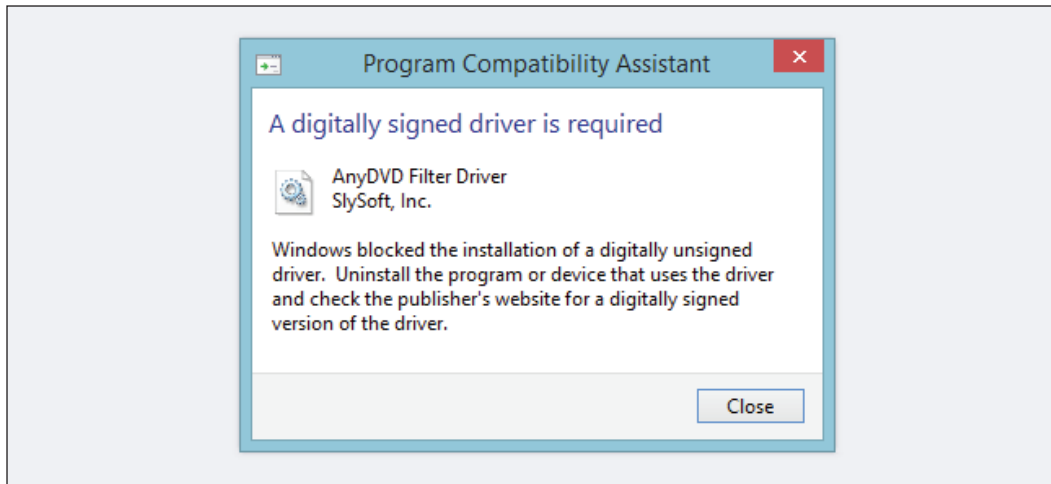 Program Compatibility Assistant
A digitally signed driver is required
AnyDVD Filter Driver
SlySoft, Inc.
Windows blocked the installation of a digitally unsigned
driver.  Uninstall the program or device that uses the driver
and check the publisher's website for a digitally signed
version of the driver.
Close